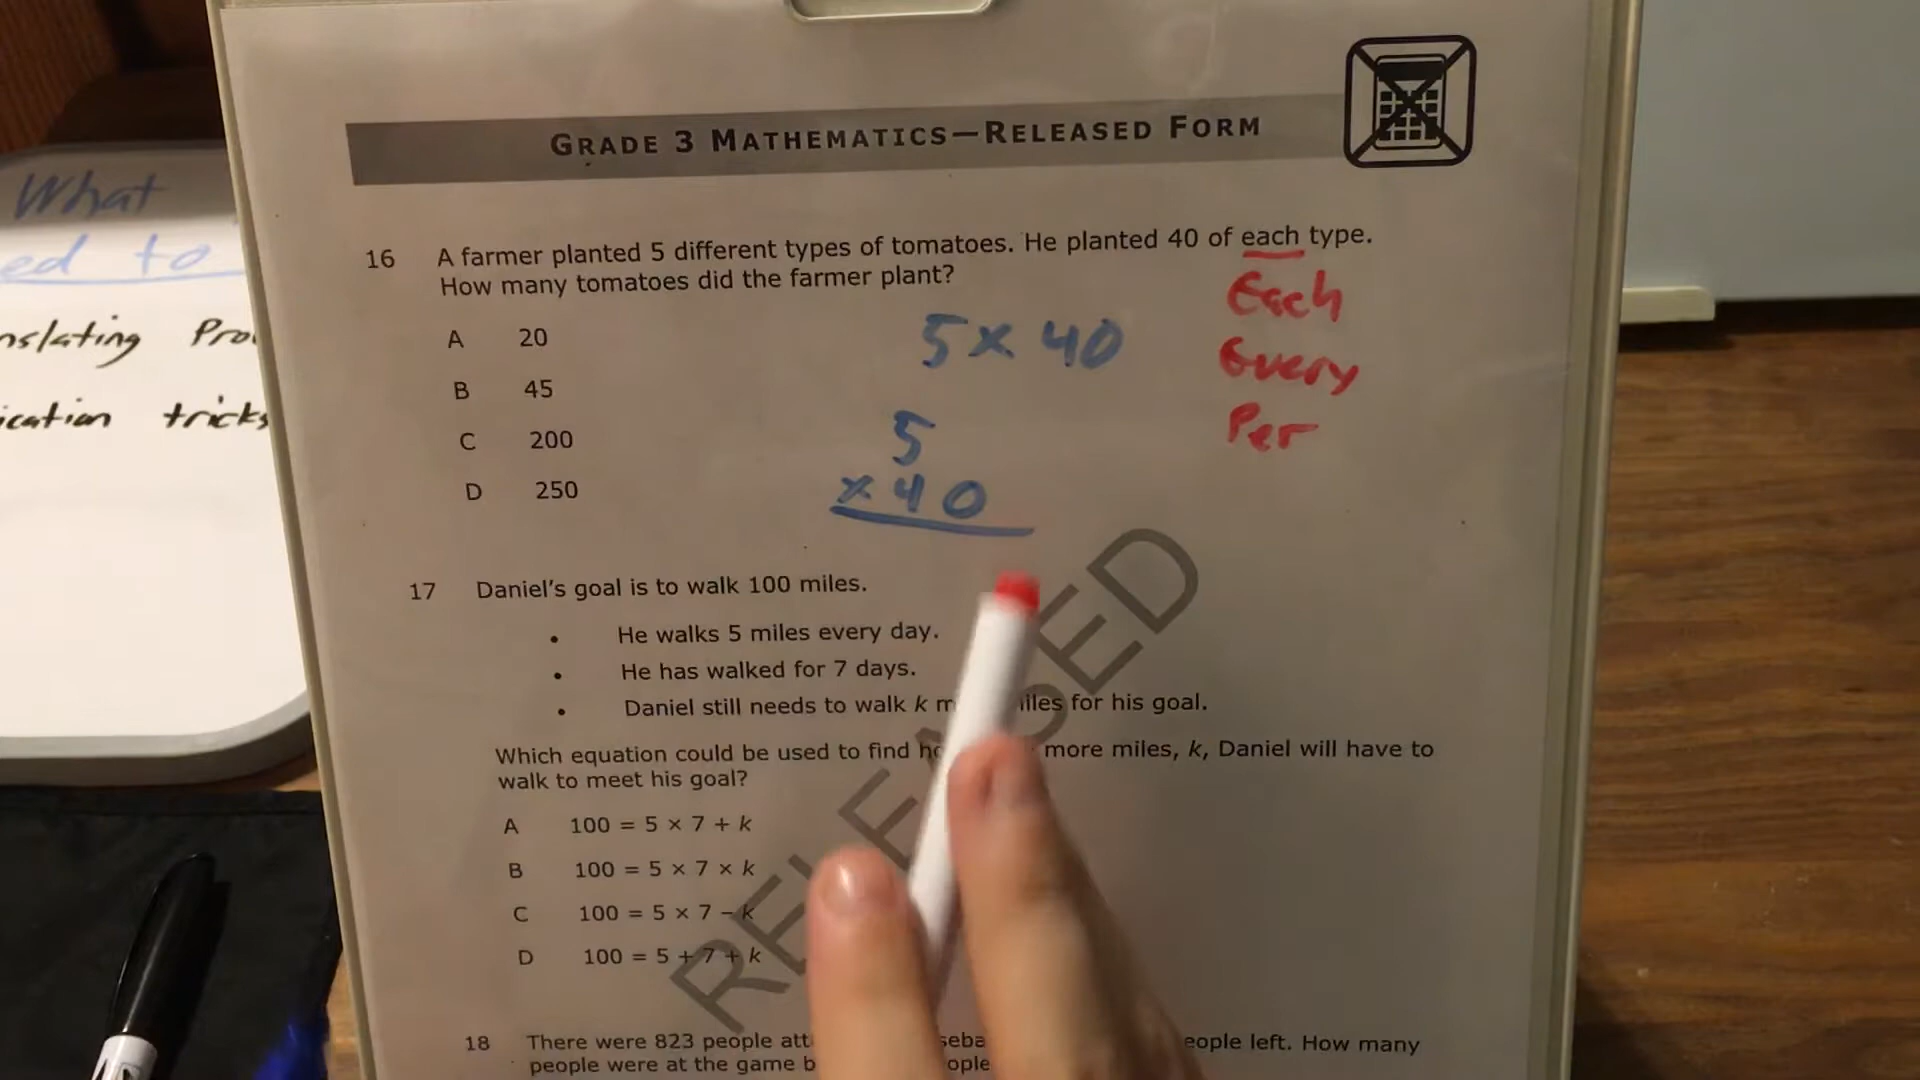 What
ed to
nslating Pro
ication tricks
GRADE 3 MATHEMATICS—RELEASED FORM
16 A farmer planted 5 different types of tomatoes. He planted 40 of each type.
How many tomatoes did the farmer plant?
A 20
B 45
C 200
D 250
5 x 40
5
x 40
Each
Every
Per
17 Daniel's goal is to walk 100 miles.
• He walks 5 miles every day.
• He has walked for 7 days.
• Daniel still needs to walk k miles for his goal.
Which equation could be used to find more miles, k, Daniel will have to
walk to meet his goal?
A 100 = 5 × 7 + k
B 100 = 5 × 7 × k
C 100 = 5 × 7 – k
D 100 = 5 + 7 + k
RELEASED
18 There were 823 people att eople left. How many
people were at the game